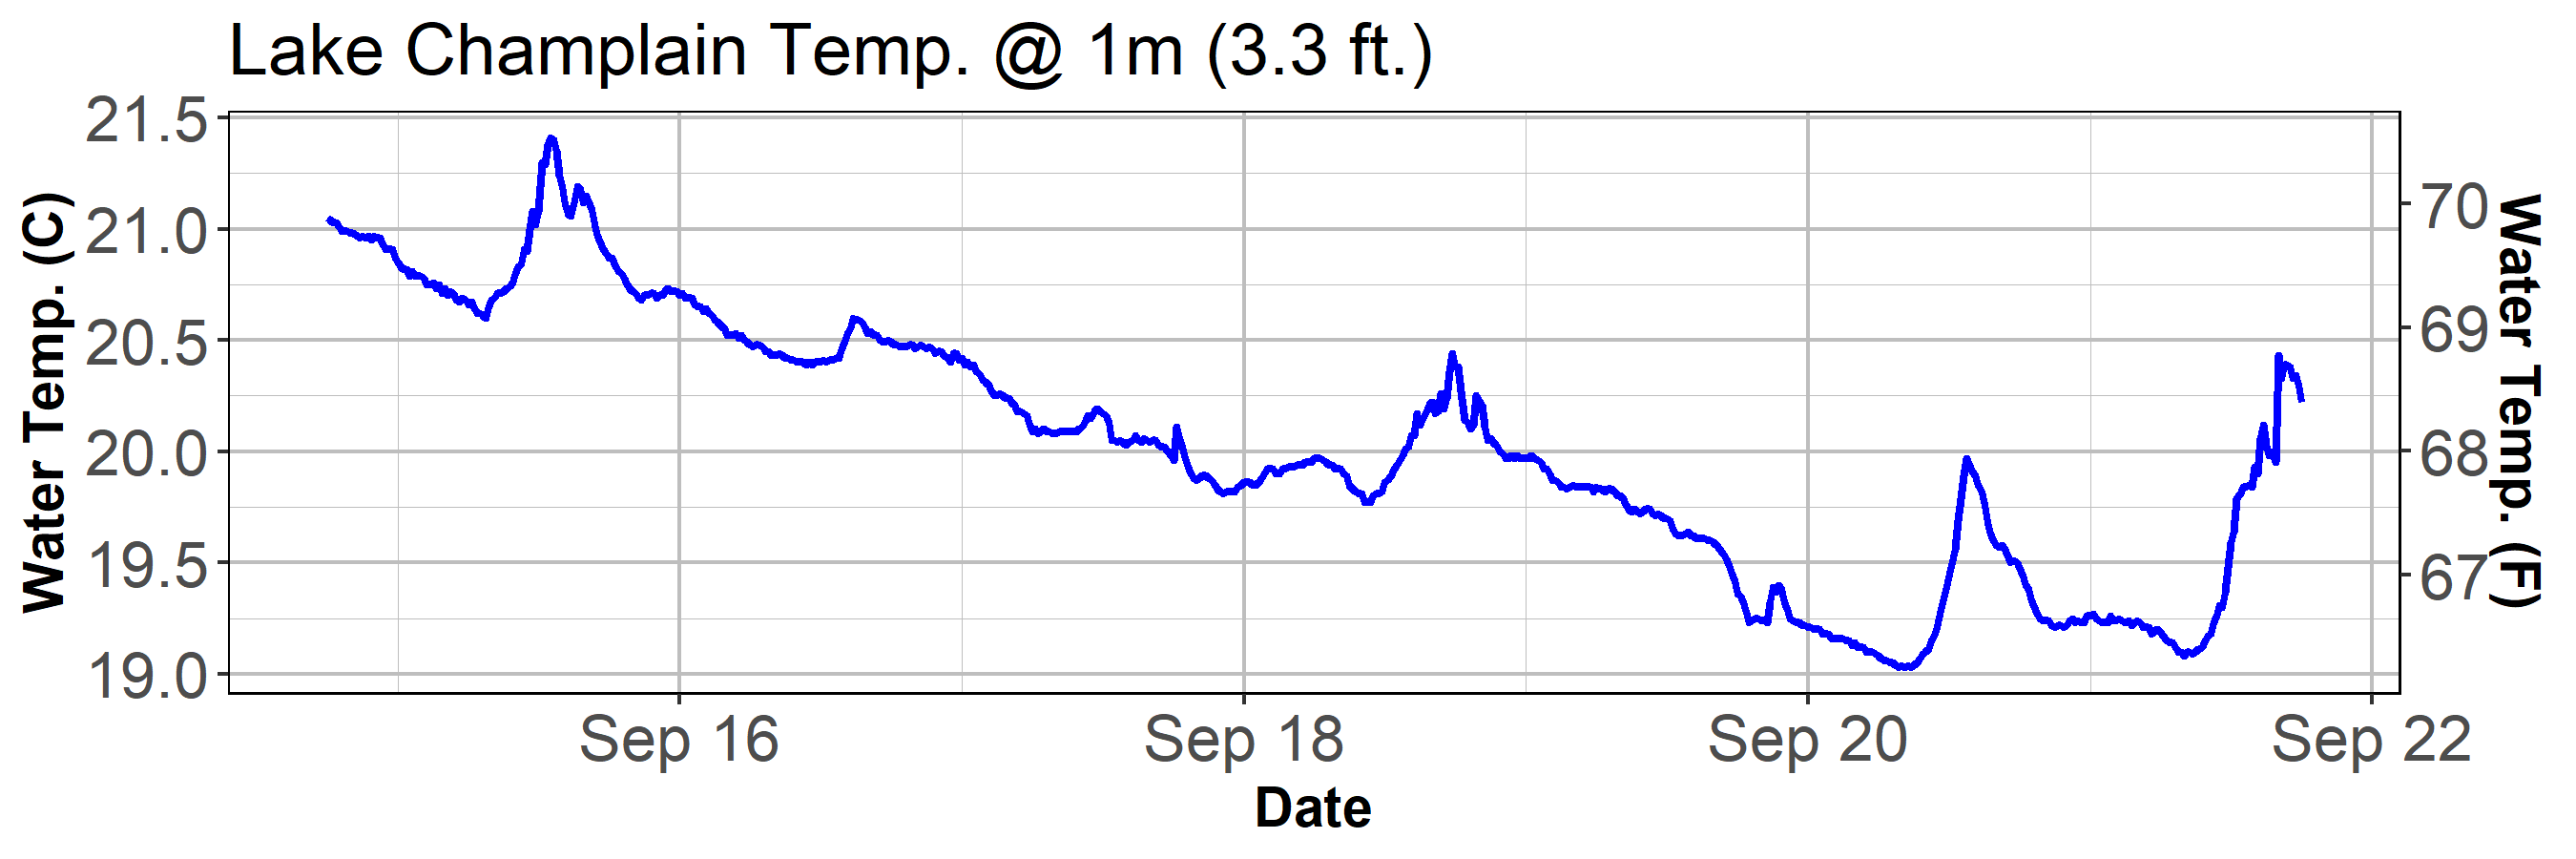 Lake Champlain Temp. @ 1m (3.3 ft.)
Water Temp. (C)
21.5
21.0
20.5
20.0
19.5
19.0
70
69
68
67
Water Temp. (F)
Sep 16
Sep 18
Sep 20
Sep 22
Date